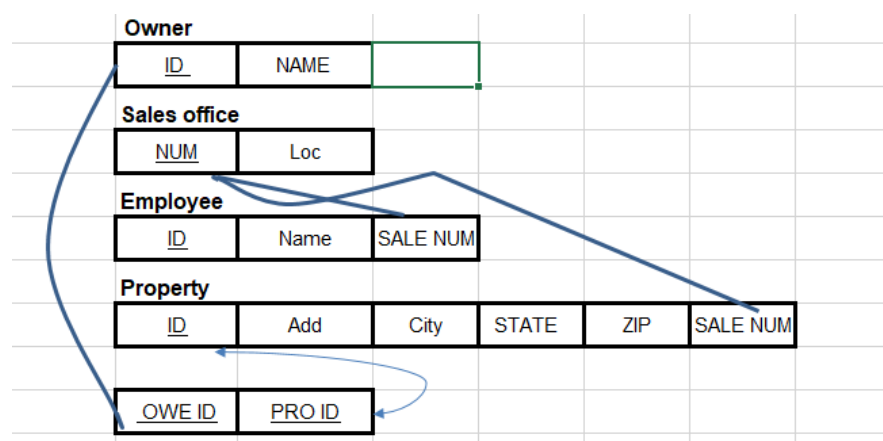 Owner
ID NAME
Sales office
NUM Loc
Employee
ID Name SALE NUM
Property
ID Add City STATE ZIP SALE NUM
OWE ID PRO ID